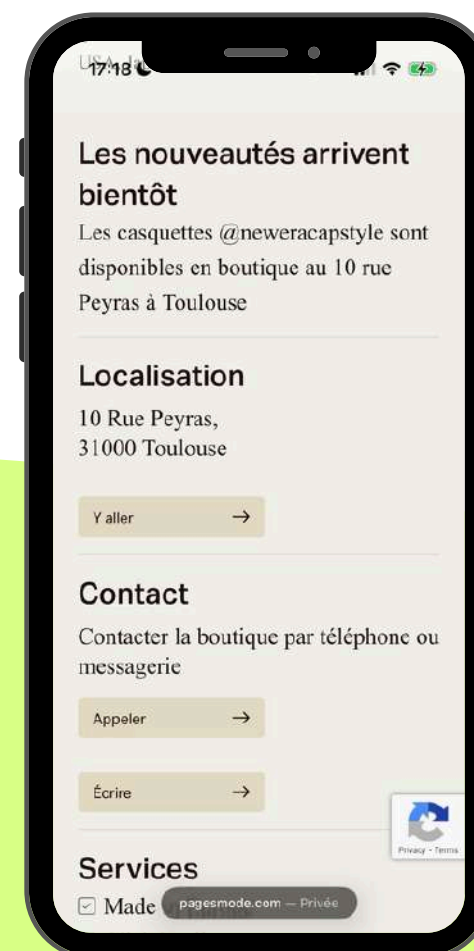 17:18
Les nouveautés arrivent
bientôt
Les casquettes @neweracapstyle sont
disponibles en boutique au 10 rue
Peyras à Toulouse
Localisation
10 Rue Peyras,
31000 Toulouse
Y aller →
Contact
Contacter la boutique par téléphone ou
messagerie
Appeler →
Écrire →
Privacy - Terms
Services
Made
pagesmode.com — Privée